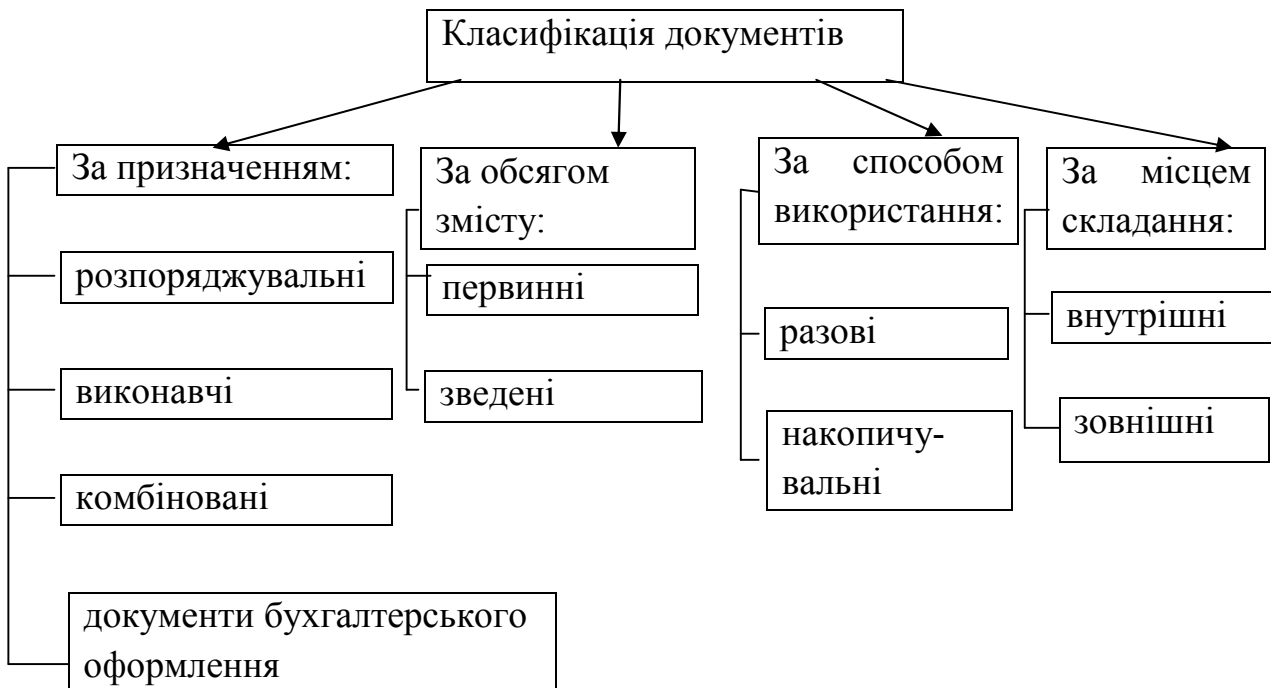 Класифікація документів
За призначенням:
розпоряджувальні
виконавчі
комбіновані
документи бухгалтерського
оформлення
За обсягом
змісту:
первинні
зведені
За способом
використання:
разові
накопичу-
вальні
За місцем
складання:
внутрішні
зовнішні